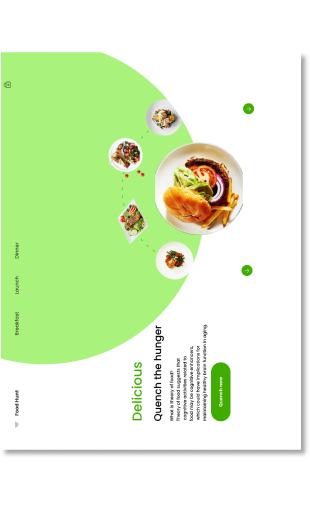 Food Hunt
Breakfast
Launch
Dinner
Delicious
Quench the hunger
What is theory of food?
Theory of food suggests that
cognitive activities related to
food may be cognitive enhancers,
which could have implications for
maintaining healthy brain function in aging.
Quench now